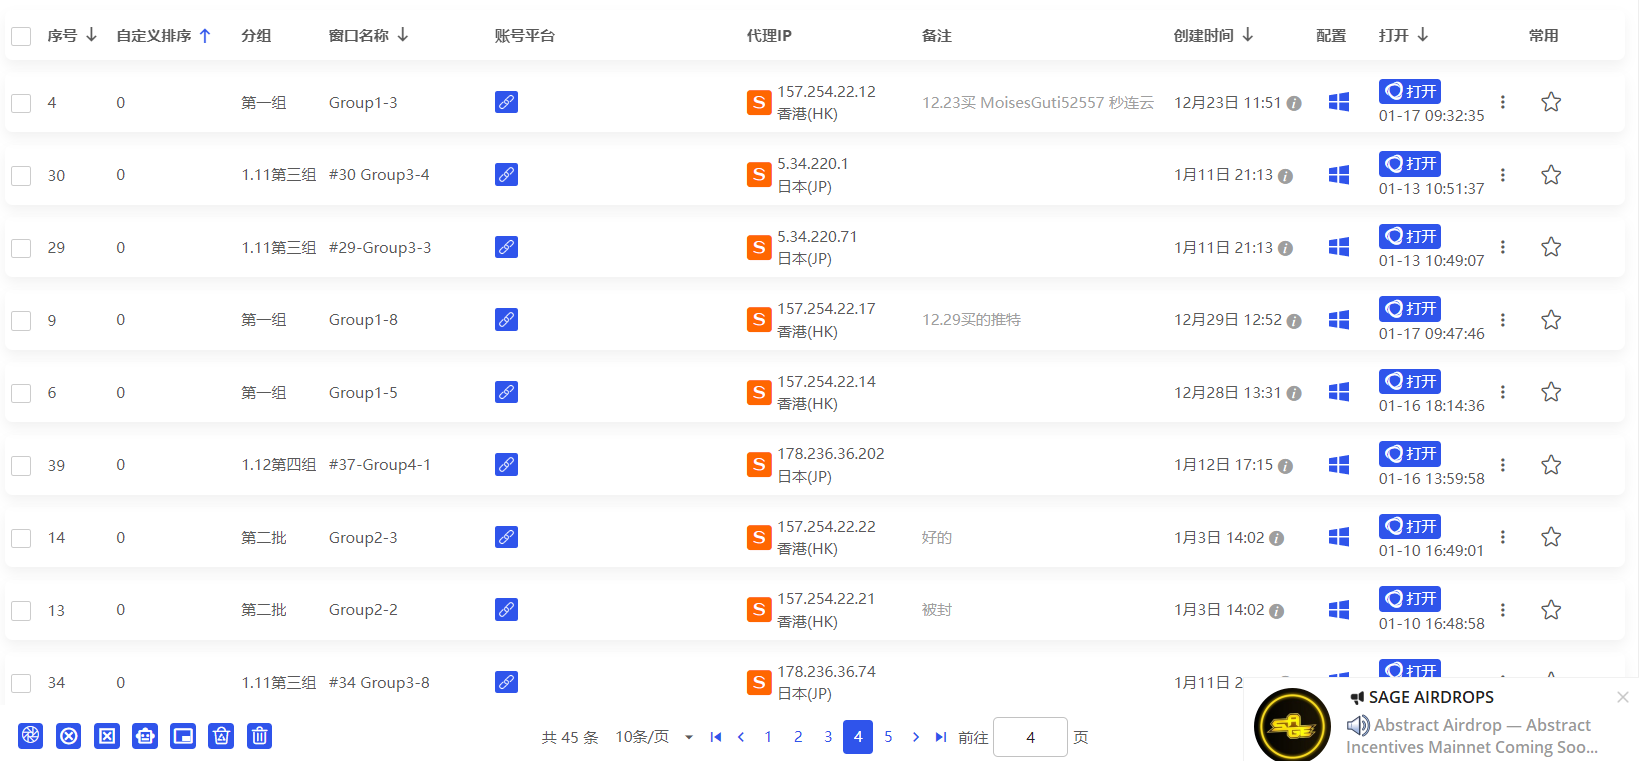 序号 自定义排序 分组 窗口名称 账号平台 代理IP 备注 创建时间 配置 打开 常用
4 0 第一组 Group1-3 S 157.254.22.12 香港(HK) 12.23买 MoisesGuti52557 秒连云 12月23日 11:51 打开 01-17 09:32:35
30 0 1.11第三组 #30 Group3-4 S 5.34.220.1 日本(JP) 1月11日 21:13 打开 01-13 10:51:37
29 0 1.11第三组 #29-Group3-3 S 5.34.220.71 日本(JP) 1月11日 21:13 打开 01-13 10:49:07
9 0 第一组 Group1-8 S 157.254.22.17 香港(HK) 12.29买的推特 12月29日 12:52 打开 01-17 09:47:46
6 0 第一组 Group1-5 S 157.254.22.14 香港(HK) 12月28日 13:31 打开 01-16 18:14:36
39 0 1.12第四组 #37-Group4-1 S 178.236.36.202 日本(JP) 1月12日 17:15 打开 01-16 13:59:58
14 0 第二批 Group2-3 S 157.254.22.22 香港(HK) 好的 1月3日 14:02 打开 01-10 16:49:01
13 0 第二批 Group2-2 S 157.254.22.21 香港(HK) 被封 1月3日 14:02 打开 01-10 16:48:58
34 0 1.11第三组 #34 Group3-8 S 178.236.36.74 日本(JP) 1月11日 2 打开
共 45 条 10条/页 1 2 3 4 5 前往 4 页
SAGE
SAGE AIRDROPS
Abstract Airdrop — Abstract
Incentives Mainnet Coming Soo...